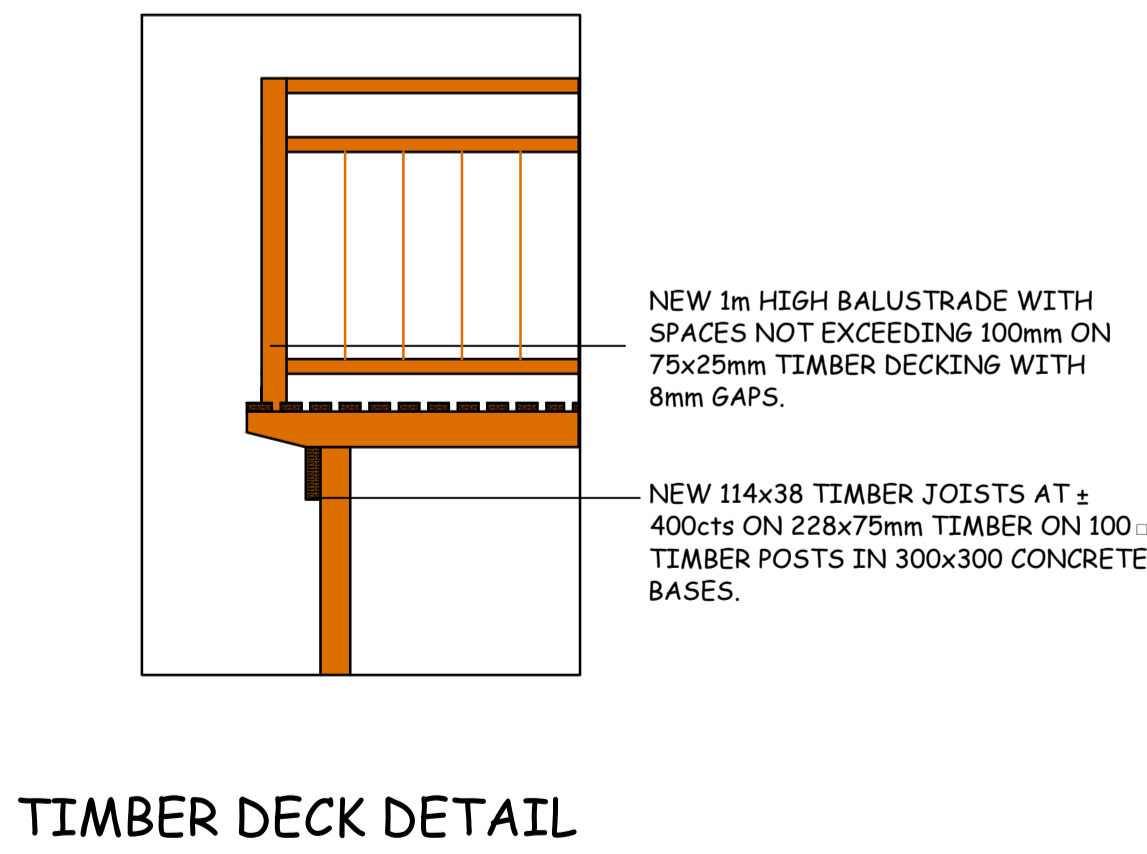 NEW 1m HIGH BALUSTRADE WITH
SPACES NOT EXCEEDING 100mm ON
75x25mm TIMBER DECKING WITH
8mm GAPS.
NEW 114x38 TIMBER JOISTS AT ±
400cts ON 228x75mm TIMBER ON 100 □
TIMBER POSTS IN 300x300 CONCRETE
BASES.
TIMBER DECK DETAIL